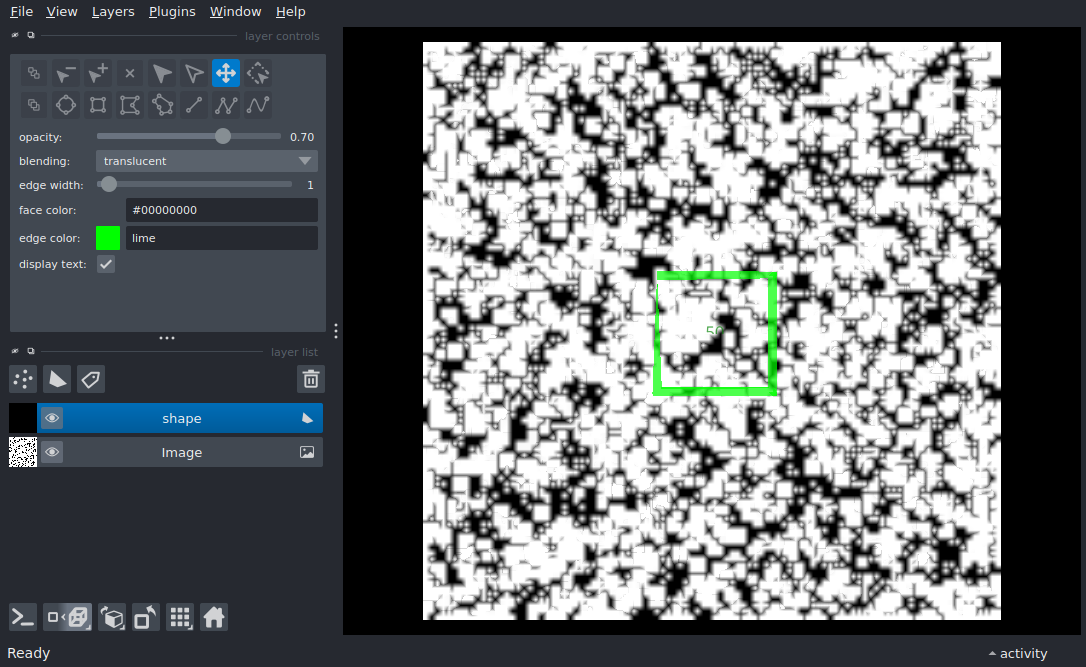 File View Layers Plugins Window Help
layer controls
opacity: 0.70
blending: translucent
edge width: 1
face color: #00000000
edge color: lime
display text:
layer list
shape
Image
Ready
activity